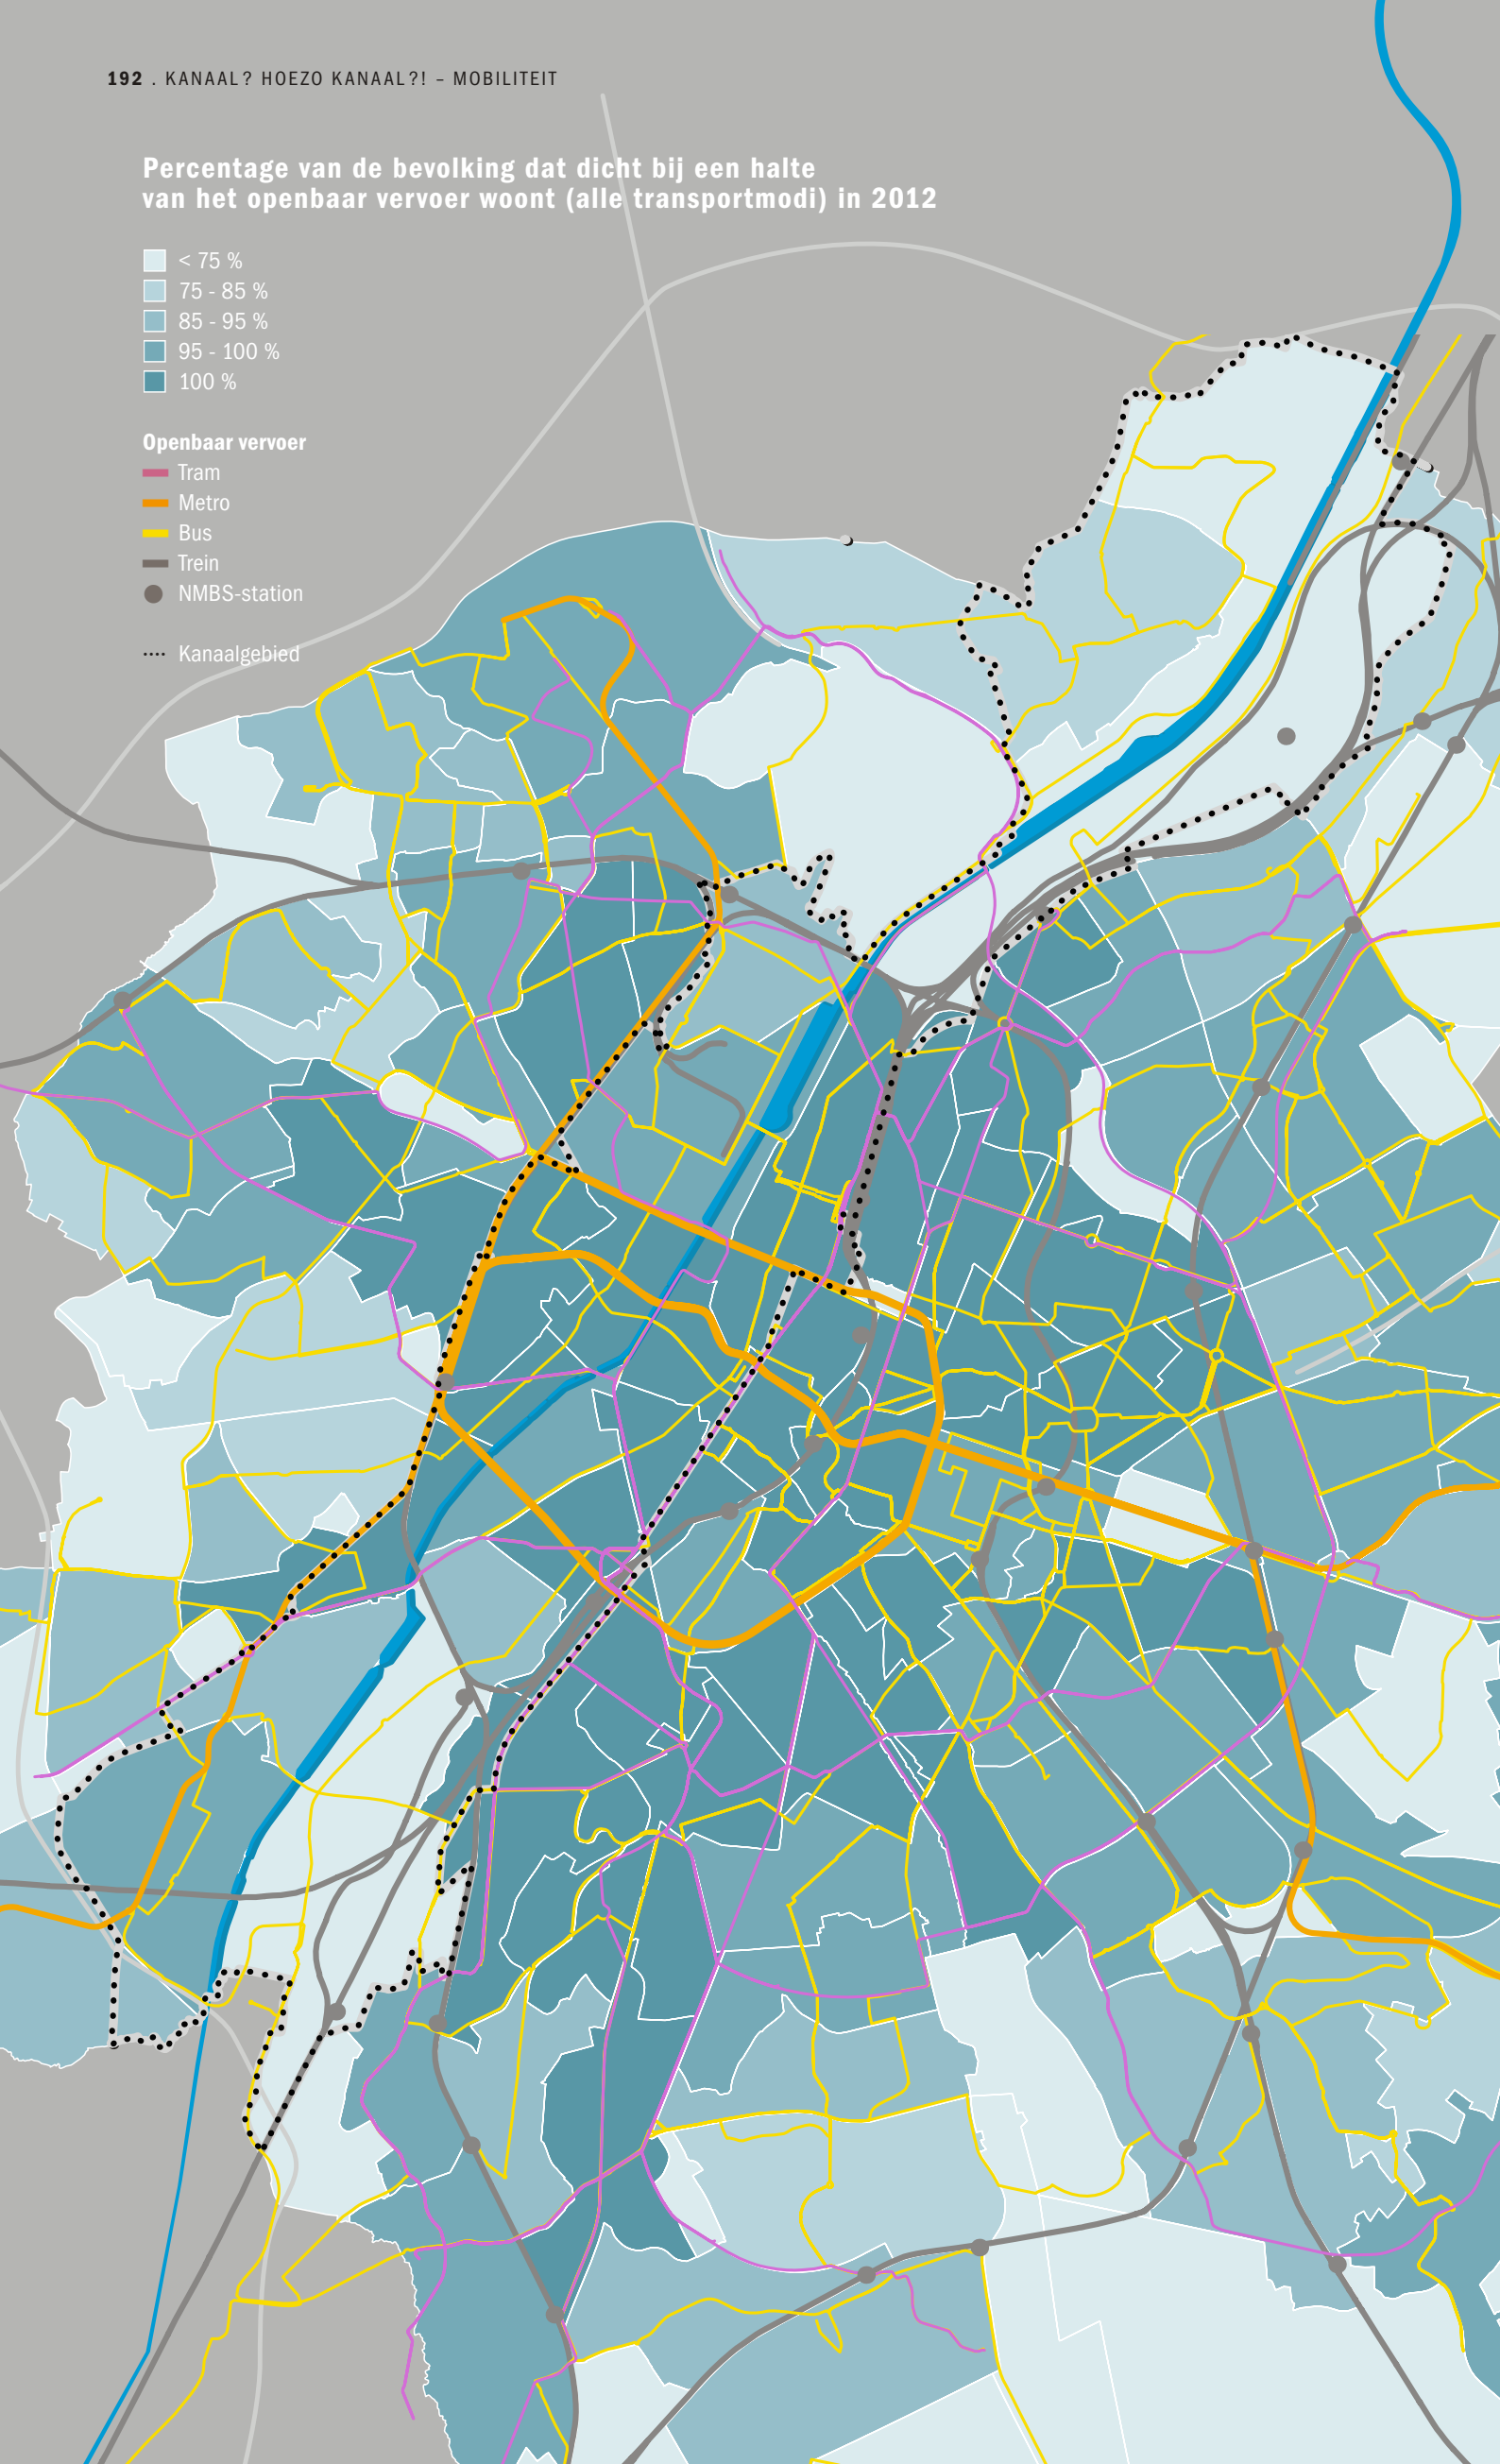 192 . KANAAL? HOEZO KANAAL?! – MOBILITEIT
Percentage van de bevolking dat dicht bij een halte
van het openbaar vervoer woont (alle transportmodi) in 2012
< 75 %
75 - 85 %
85 - 95 %
95 - 100 %
100 %
Openbaar vervoer
Tram
Metro
Bus
Trein
NMBS-station
Kanaalgebied